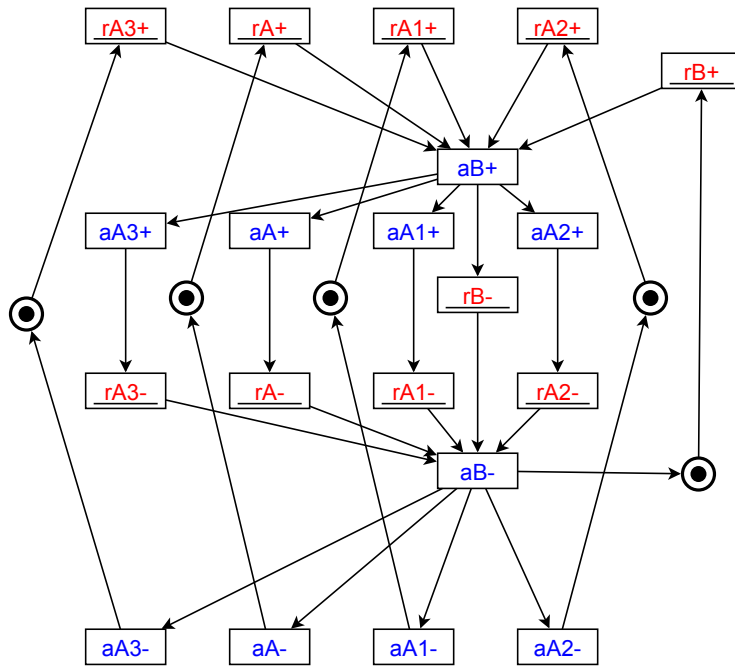 rA3+
rA+
rA1+
rA2+
rB+
aB+
aA3+
aA+
aA1+
aA2+
rB-
rA3-
rA-
rA1-
rA2-
aB-
aA3-
aA-
aA1-
aA2-